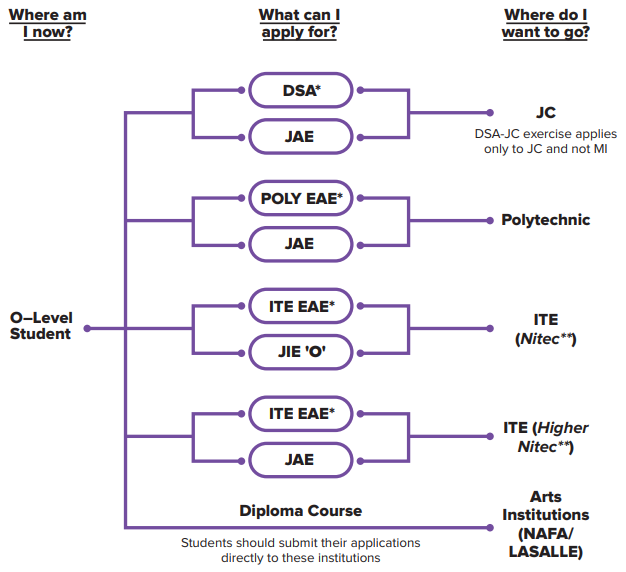 Where am
I now?
What can I
apply for?
Where do I
want to go?
DSA*
JAE
JC
DSA-JC exercise applies
only to JC and not MI
POLY EAE*
JAE
Polytechnic
O–Level
Student
ITE EAE*
JIE 'O'
ITE
(Nitec**)
ITE EAE*
JAE
ITE (Higher
Nitec**)
Diploma Course
Students should submit their applications
directly to these institutions
Arts
Institutions
(NAFA/
LASALLE)